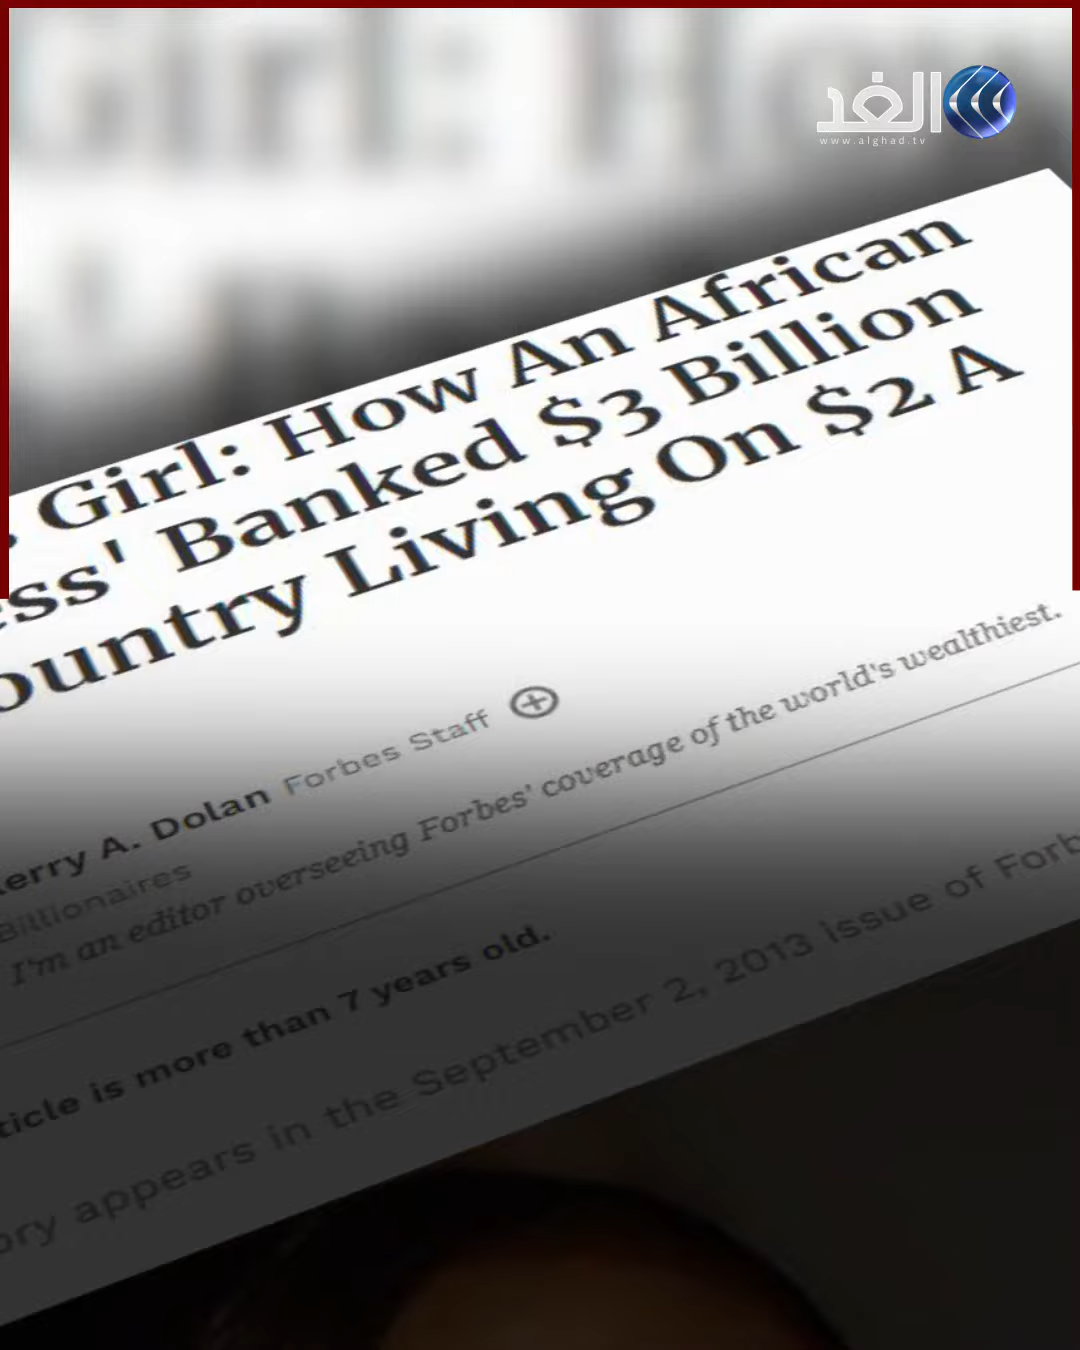 الغد
www.alghad.tv
Girl: How An African
ess' Banked $3 Billion
ountry Living On $2 A
erry A. Dolan Forbes Staff
Billionaires
I'm an editor overseeing Forbes' coverage of the world's wealthiest.
ticle is more than 7 years old.
ory appears in the September 2, 2013 issue of Forb